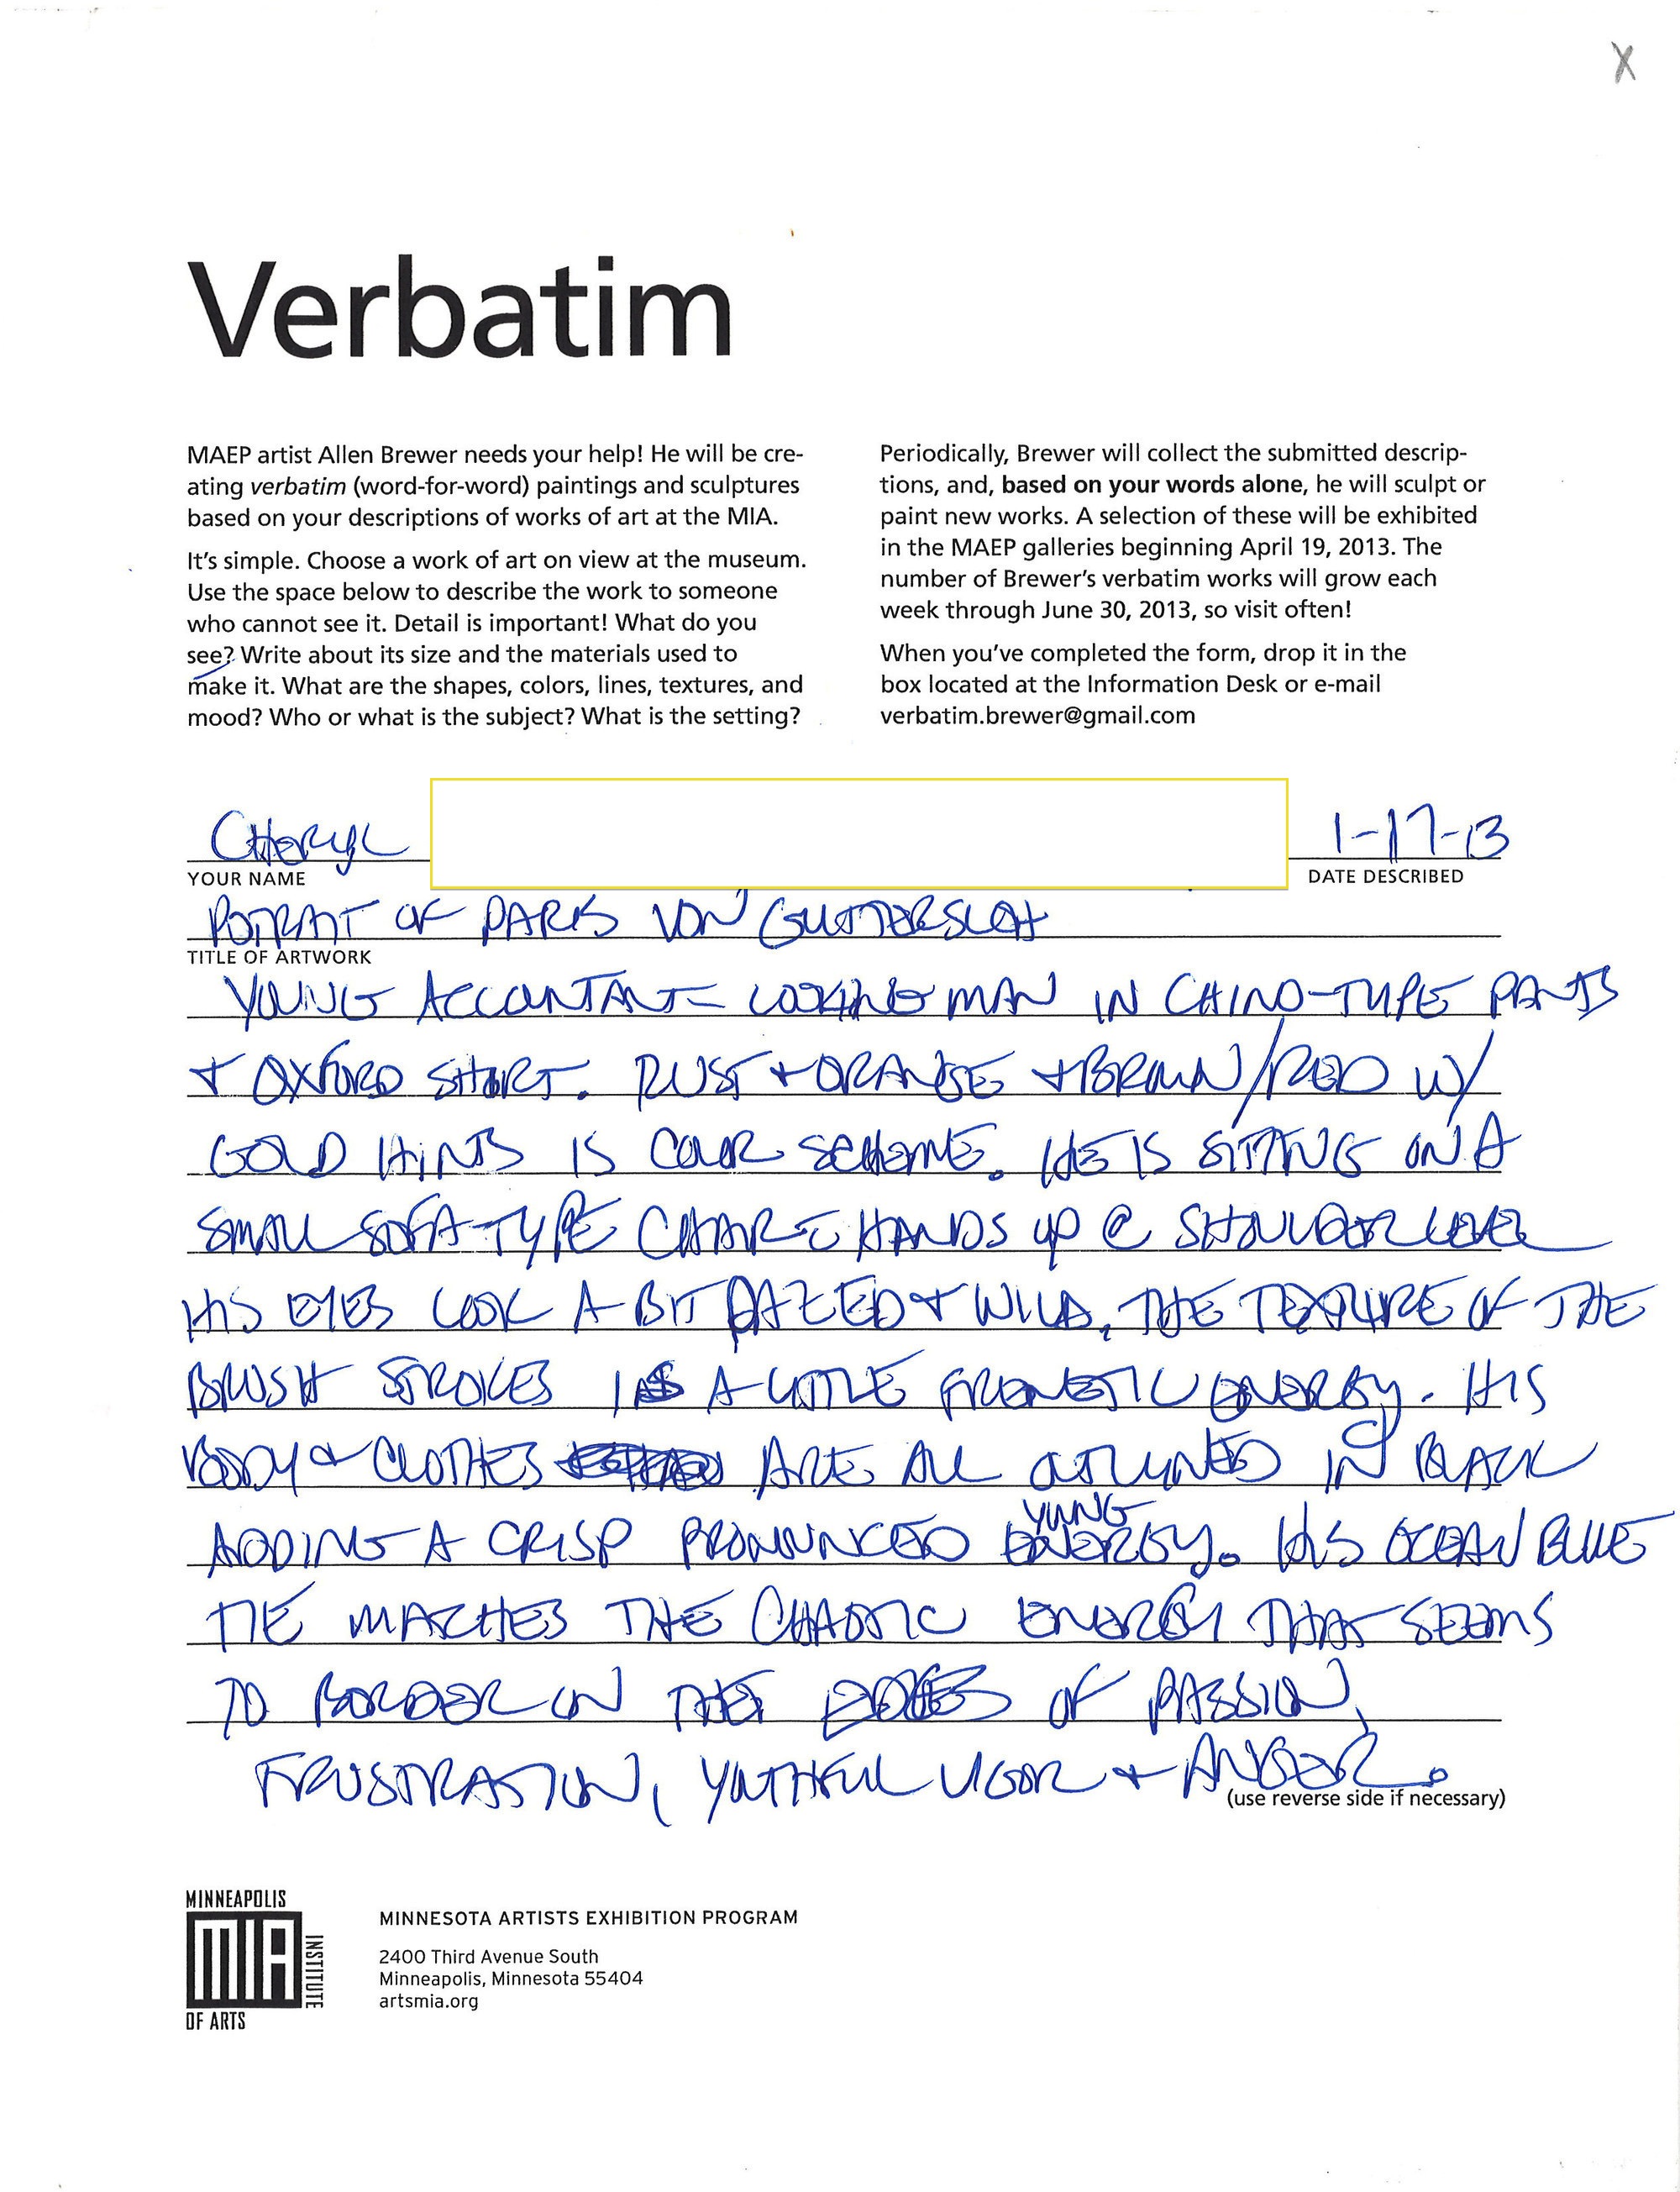 X
Verbatim
MAEP artist Allen Brewer needs your help! He will be cre-
ating verbatim (word-for-word) paintings and sculptures
based on your descriptions of works of art at the MIA.
It's simple. Choose a work of art on view at the museum.
Use the space below to describe the work to someone
who cannot see it. Detail is important! What do you
see? Write about its size and the materials used to
make it. What are the shapes, colors, lines, textures, and
mood? Who or what is the subject? What is the setting?
Periodically, Brewer will collect the submitted descrip-
tions, and, based on your words alone, he will sculpt or
paint new works. A selection of these will be exhibited
in the MAEP galleries beginning April 19, 2013. The
number of Brewer's verbatim works will grow each
week through June 30, 2013, so visit often!
When you've completed the form, drop it in the
box located at the Information Desk or e-mail
verbatim.brewer@gmail.com
CHERYL 1-17-13
YOUR NAME DATE DESCRIBED
PORTRAIT OF PARIS VON GUTTERSLOH
TITLE OF ARTWORK
YOUNG ACCOUNTANT-LOOKING MAN IN CHINO-TYPE PANTS
+ OXFORD SHIRT. RUST + ORANGE + BROWN/RED W/
GOLD HINTS IS COLOR SCHEME. HE IS SITTING ON A
SMALL SOFA-TYPE CHAIR HANDS UP @ SHOULDER LEVEL
HIS EYES LOOK A BIT DAZED + WILD. THE TEXTURE OF THE
BRUSH STROKES IS A LITTLE FRENETIC ENERGY. HIS
BODY + CLOTHES ARE ALL OUTLINED IN BLACK
ADDING A CRISP PRONOUNCED YOUNG ENERGY. HIS OCEAN BLUE
TIE MATCHES THE CHAOTIC ENERGY THAT SEEMS
TO BORDER ON THE EDGES OF PASSION,
FRUSTRATION, YOUTHFUL VIGOR + ANGER.
(use reverse side if necessary)
MINNEAPOLIS
MIA
INSTITUTE
OF ARTS
MINNESOTA ARTISTS EXHIBITION PROGRAM
2400 Third Avenue South
Minneapolis, Minnesota 55404
artsmia.org